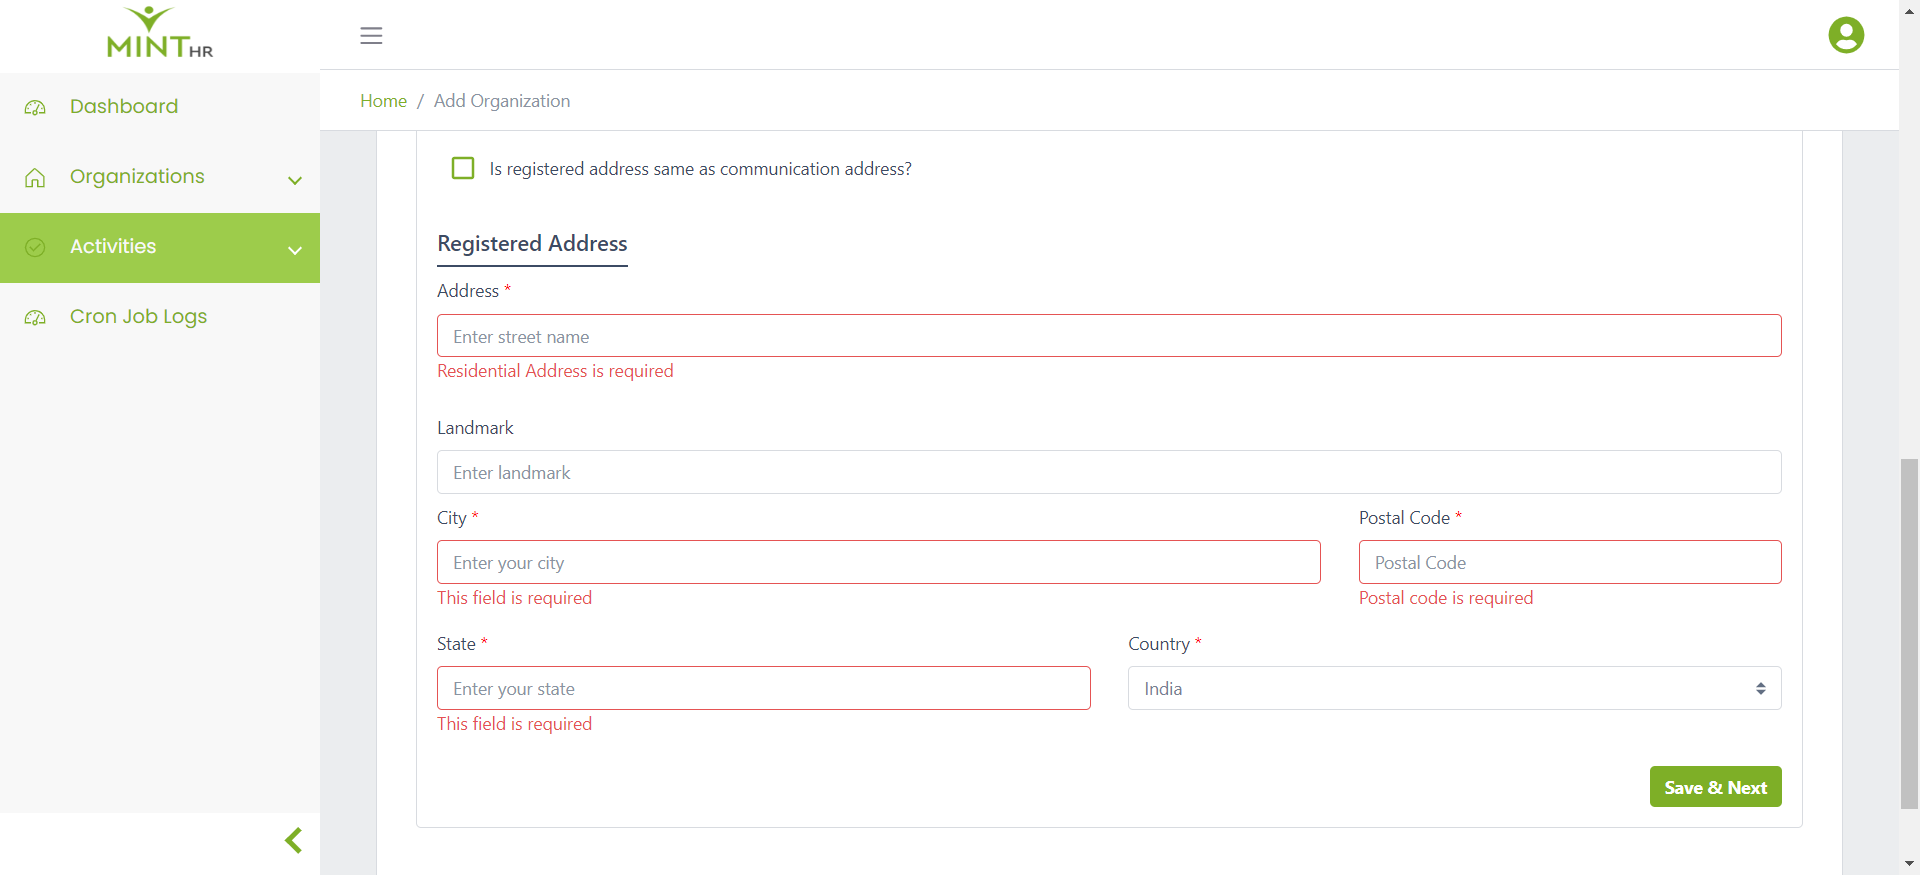 MINT HR
Home / Add Organization
Dashboard
Organizations
Activities
Cron Job Logs
Is registered address same as communication address?
Registered Address
Address *
Enter street name
Residential Address is required
Landmark
Enter landmark
City *
Enter your city
This field is required
Postal Code *
Postal Code
Postal code is required
State *
Enter your state
This field is required
Country *
India
Save & Next